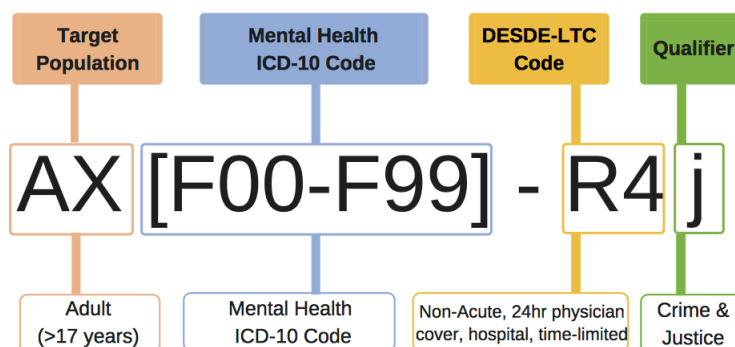 Target
Population
Mental Health
ICD-10 Code
DESDE-LTC
Code
Qualifier
AX [F00-F99] - R4 j
Adult
(>17 years)
Mental Health
ICD-10 Code
Non-Acute, 24hr physician
cover, hospital, time-limited
Crime &
Justice